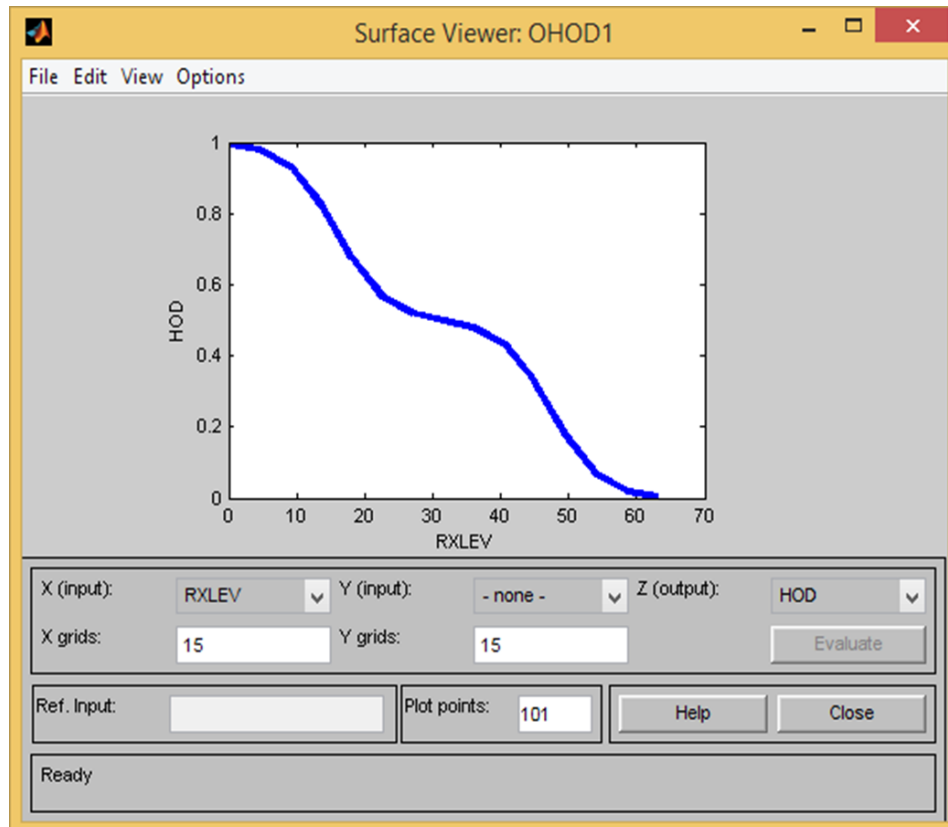 Surface Viewer: OHOD1
File Edit View Options
1
0.8
0.6
0.4
0.2
0
HOD
0 10 20 30 40 50 60 70
RXLEV
X (input): RXLEV Y (input): - none - Z (output): HOD
X grids: 15 Y grids: 15 Evaluate
Ref. Input: Plot points: 101 Help Close
Ready